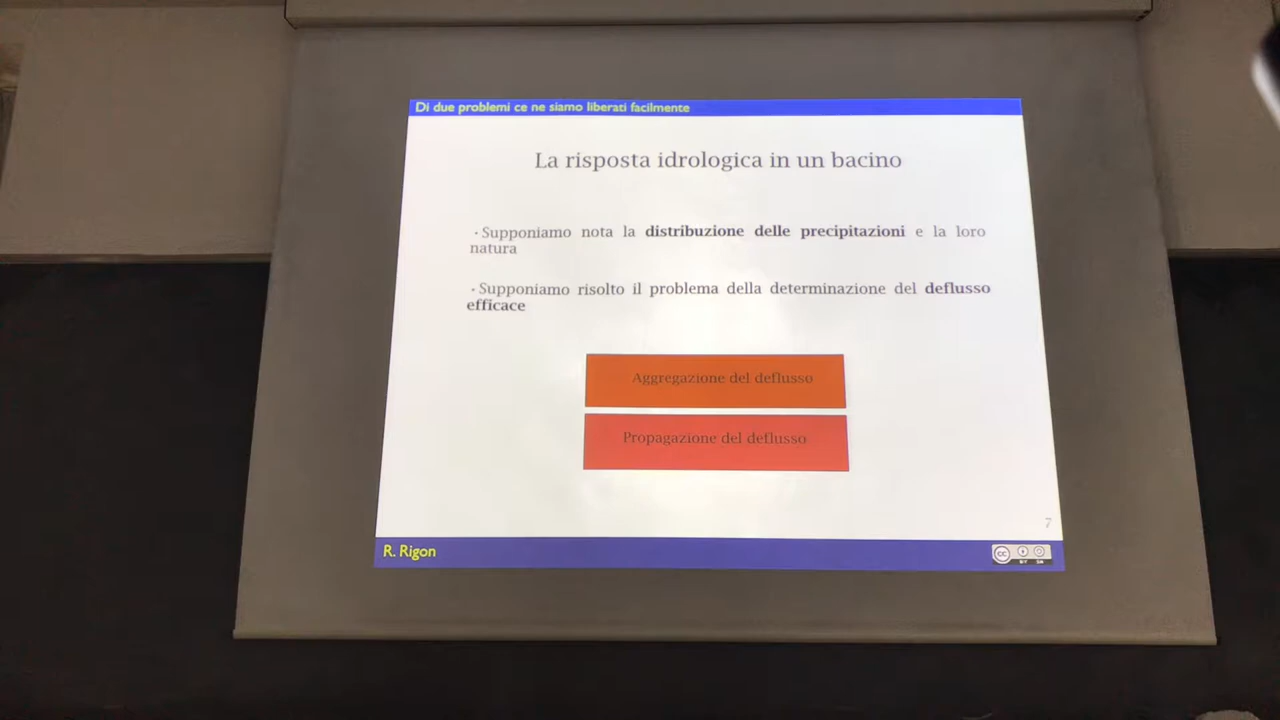 Di due problemi ce ne siamo liberati facilmente
La risposta idrologica in un bacino
· Supponiamo nota la distribuzione delle precipitazioni e la loro
natura
· Supponiamo risolto il problema della determinazione del deflusso
efficace
Aggregazione del deflusso
Propagazione del deflusso
7
R. Rigon
cc